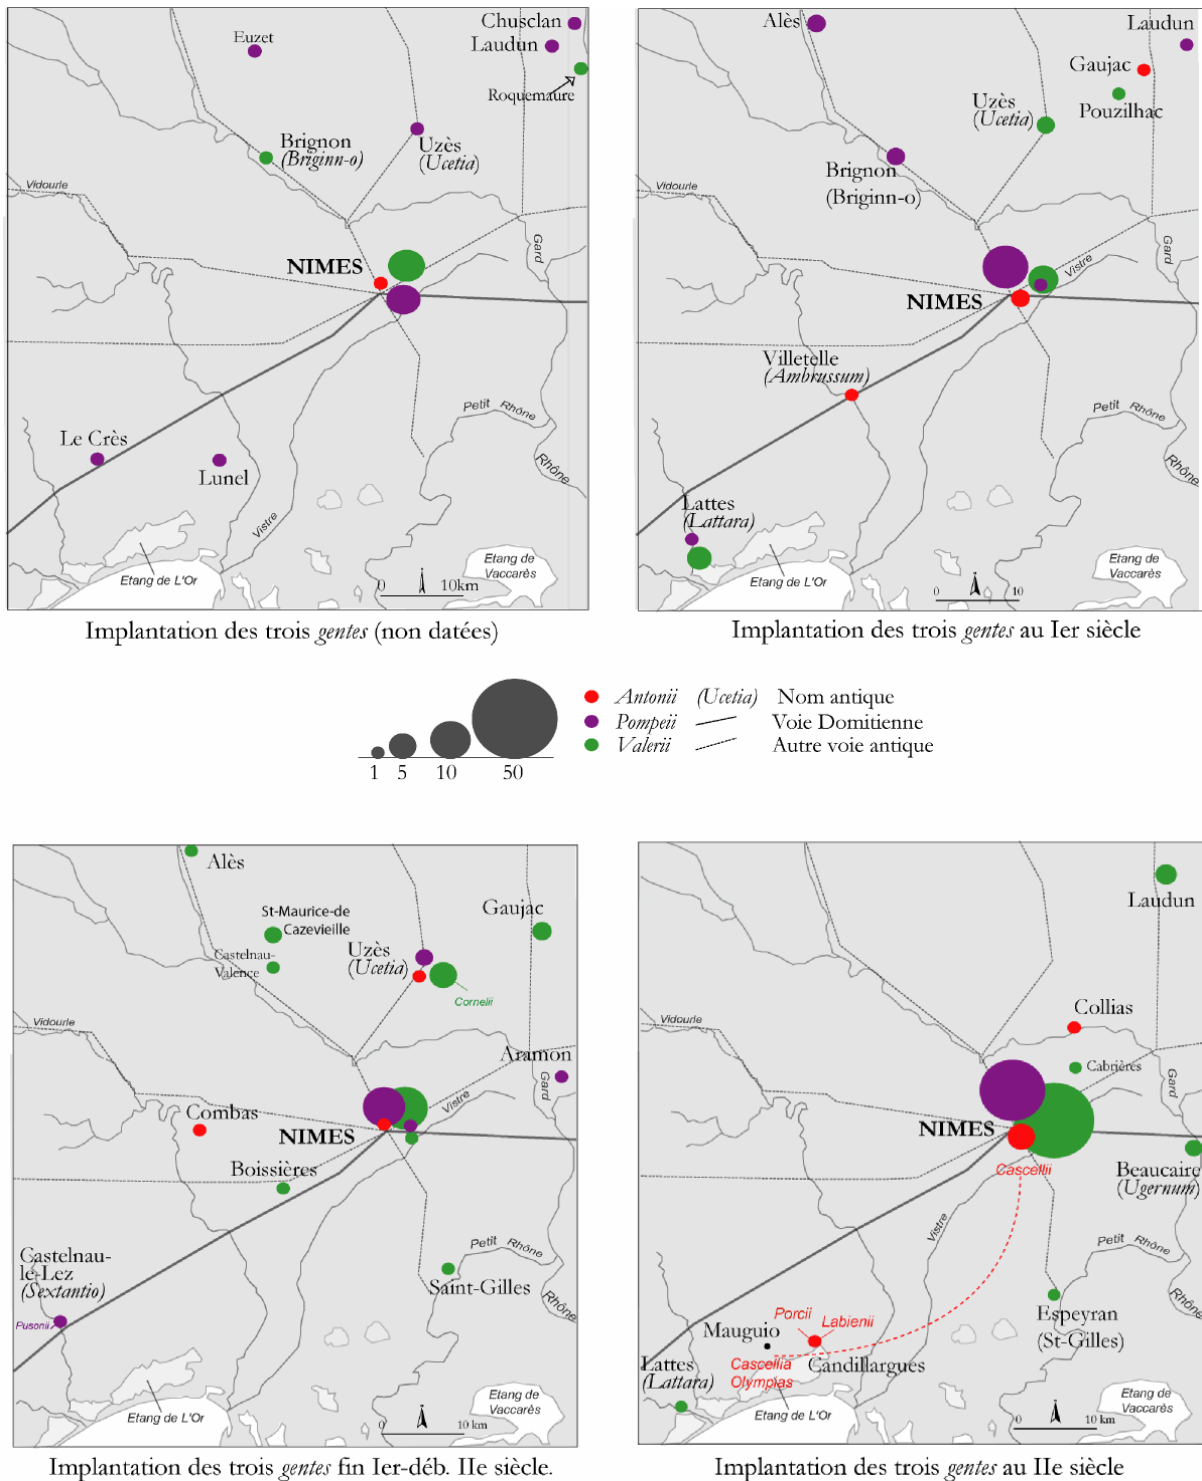 Chusclan
Laudun
Euzet
Roquemaure
Brignon
(Briginn-o)
Uzès
(Ucetia)
Vidourle
Gard
NIMES
Le Crès
Lunel
Petit Rhône
Rhône
Vistre
Etang de L'Or
Etang de
Vaccarès
0 10km
Implantation des trois gentes (non datées)
Alès
Laudun
Gaujac
Pouzilhac
Uzès
(Ucetia)
Brignon
(Briginn-o)
Vidourle
Gard
Vistre
NIMES
Villetelle
(Ambrussum)
Petit Rhône
Rhône
Lattes
(Lattara)
Etang de L'Or
Etang de
Vaccarès
0 10
Implantation des trois gentes au Ier siècle
1 5 10 50
Antonii (Ucetia) Nom antique
Pompeii Voie Domitienne
Valerii Autre voie antique
Alès
St-Maurice-de
Cazevieille
Castelnau-
Valence
Gaujac
Uzès
(Ucetia)
Cornelii
Vidourle
Aramon
Gard
Vistre
Combas
NIMES
Boissières
Castelnau-
le-Lez
(Sextantio)
Pusonii
Petit Rhône
Saint-Gilles
Rhône
Etang de L'Or
Etang de
Vaccarès
0 10 km
Implantation des trois gentes fin Ier-déb. IIe siècle.
Laudun
Collias
Cabrières
Vidourle
Gard
NIMES
Cascellii
Beaucaire
(Ugernum)
Vistre
Petit Rhône
Rhône
Espeyran
(St-Gilles)
Porcii
Labienii
Mauguio
Cascellia
Olympias
Candillargues
Lattes
(Lattara)
Etang de L'Or
Etang de
Vaccarès
0 10 km
Implantation des trois gentes au IIe siècle